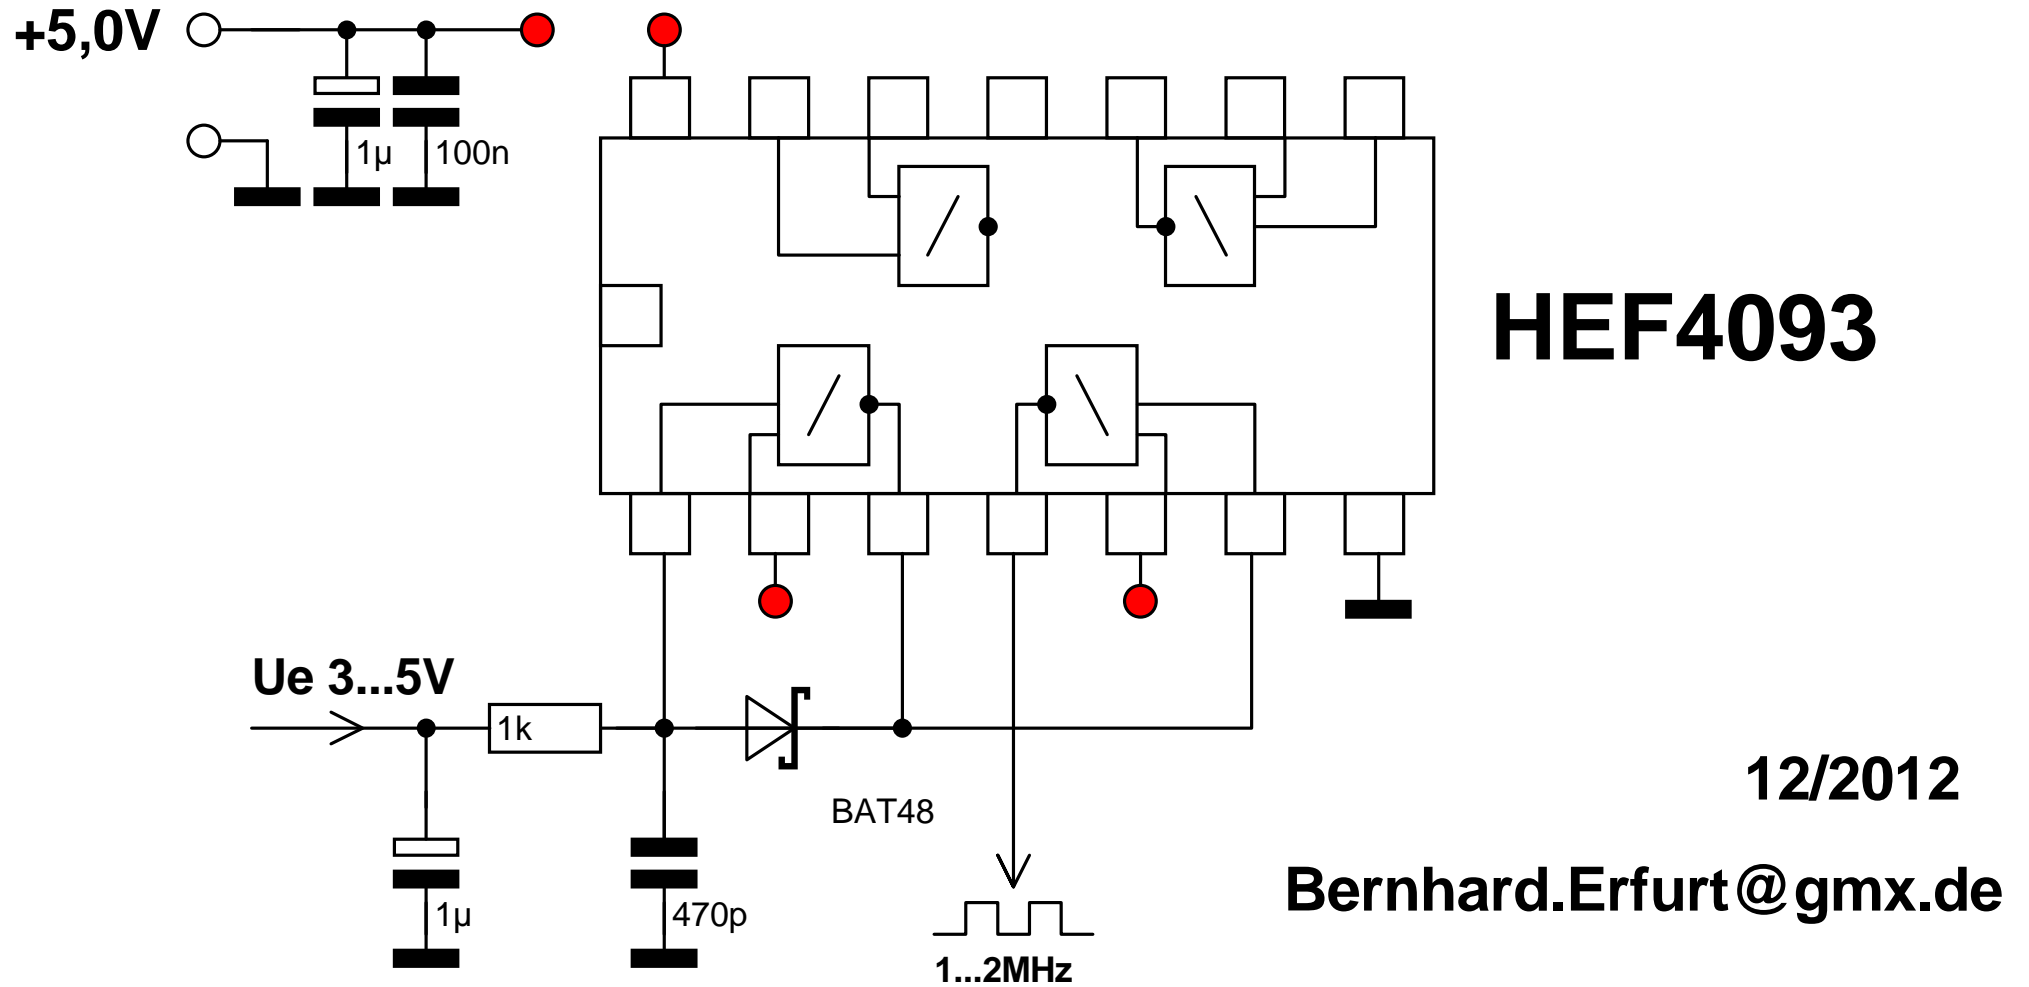 +5,0V
1µ
100n
HEF4093
Ue 3...5V
1k
BAT48
12/2012
1µ
470p
Bernhard.Erfurt@gmx.de
1...2MHz